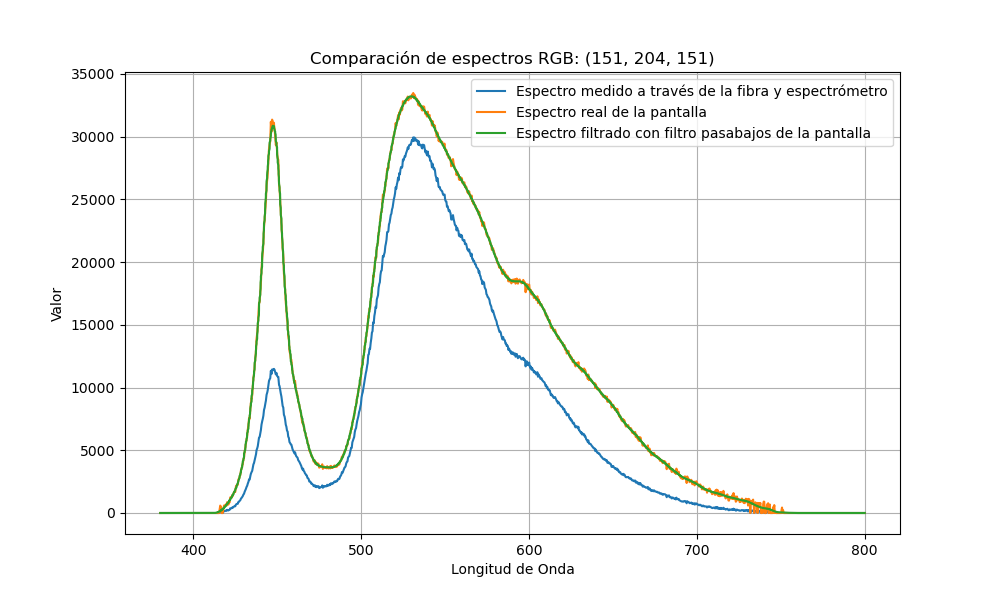 Comparación de espectros RGB: (151, 204, 151)
Espectro medido a través de la fibra y espectrómetro
Espectro real de la pantalla
Espectro filtrado con filtro pasabajos de la pantalla
Valor
35000
30000
25000
20000
15000
10000
5000
0
400 500 600 700 800
Longitud de Onda